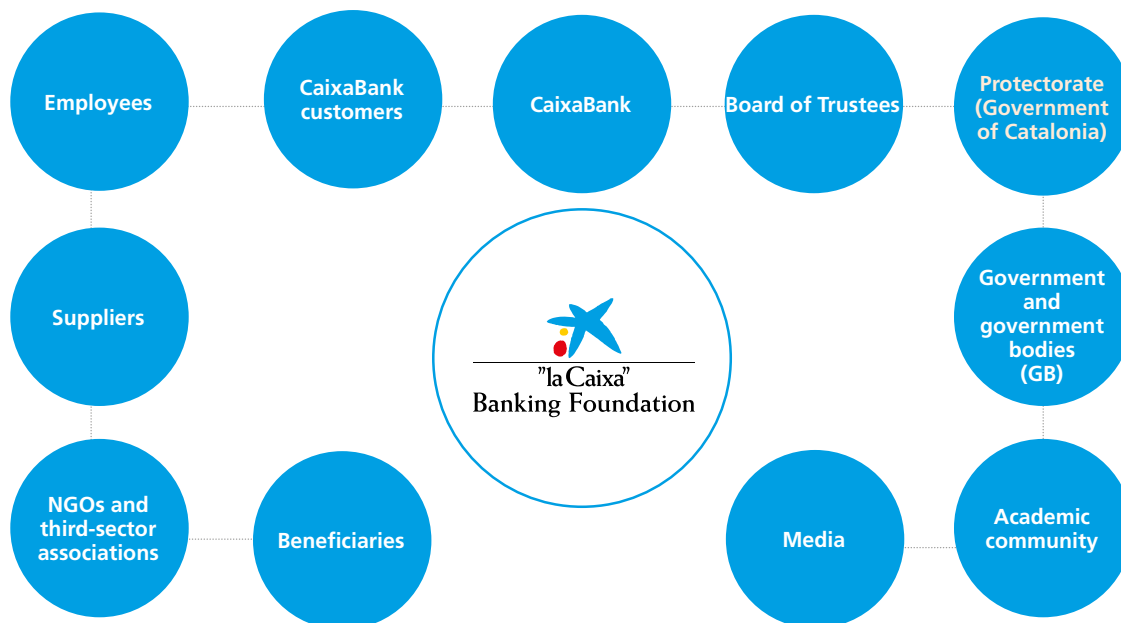 Employees
CaixaBank
customers
CaixaBank
Board of Trustees
Protectorate
(Government
of Catalonia)
Suppliers
"la Caixa"
Banking Foundation
Government
and
government
bodies
(GB)
NGOs and
third-sector
associations
Beneficiaries
Media
Academic
community